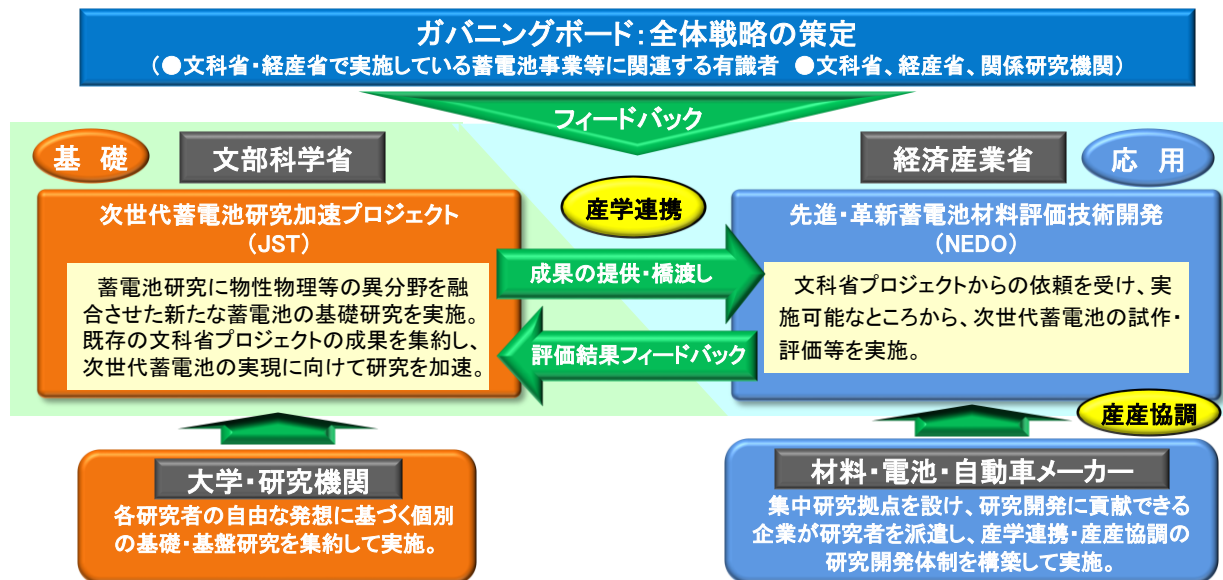 ガバニングボード：全体戦略の策定
（●文科省・経産省で実施している蓄電池事業等に関連する有識者 ●文科省、経産省、関係研究機関）
フィードバック
基 礎
文部科学省
経済産業省
応 用
次世代蓄電池研究加速プロジェクト
（JST）
蓄電池研究に物性物理等の異分野を融
合させた新たな蓄電池の基礎研究を実施。
既存の文科省プロジェクトの成果を集約し、
次世代蓄電池の実現に向けて研究を加速。
産学連携
成果の提供・橋渡し
評価結果フィードバック
先進・革新蓄電池材料評価技術開発
（NEDO）
文科省プロジェクトからの依頼を受け、実
施可能なところから、次世代蓄電池の試作・
評価等を実施。
産産協調
大学・研究機関
各研究者の自由な発想に基づく個別
の基礎・基盤研究を集約して実施。
材料・電池・自動車メーカー
集中研究拠点を設け、研究開発に貢献できる
企業が研究者を派遣し、産学連携・産産協調の
研究開発体制を構築して実施。